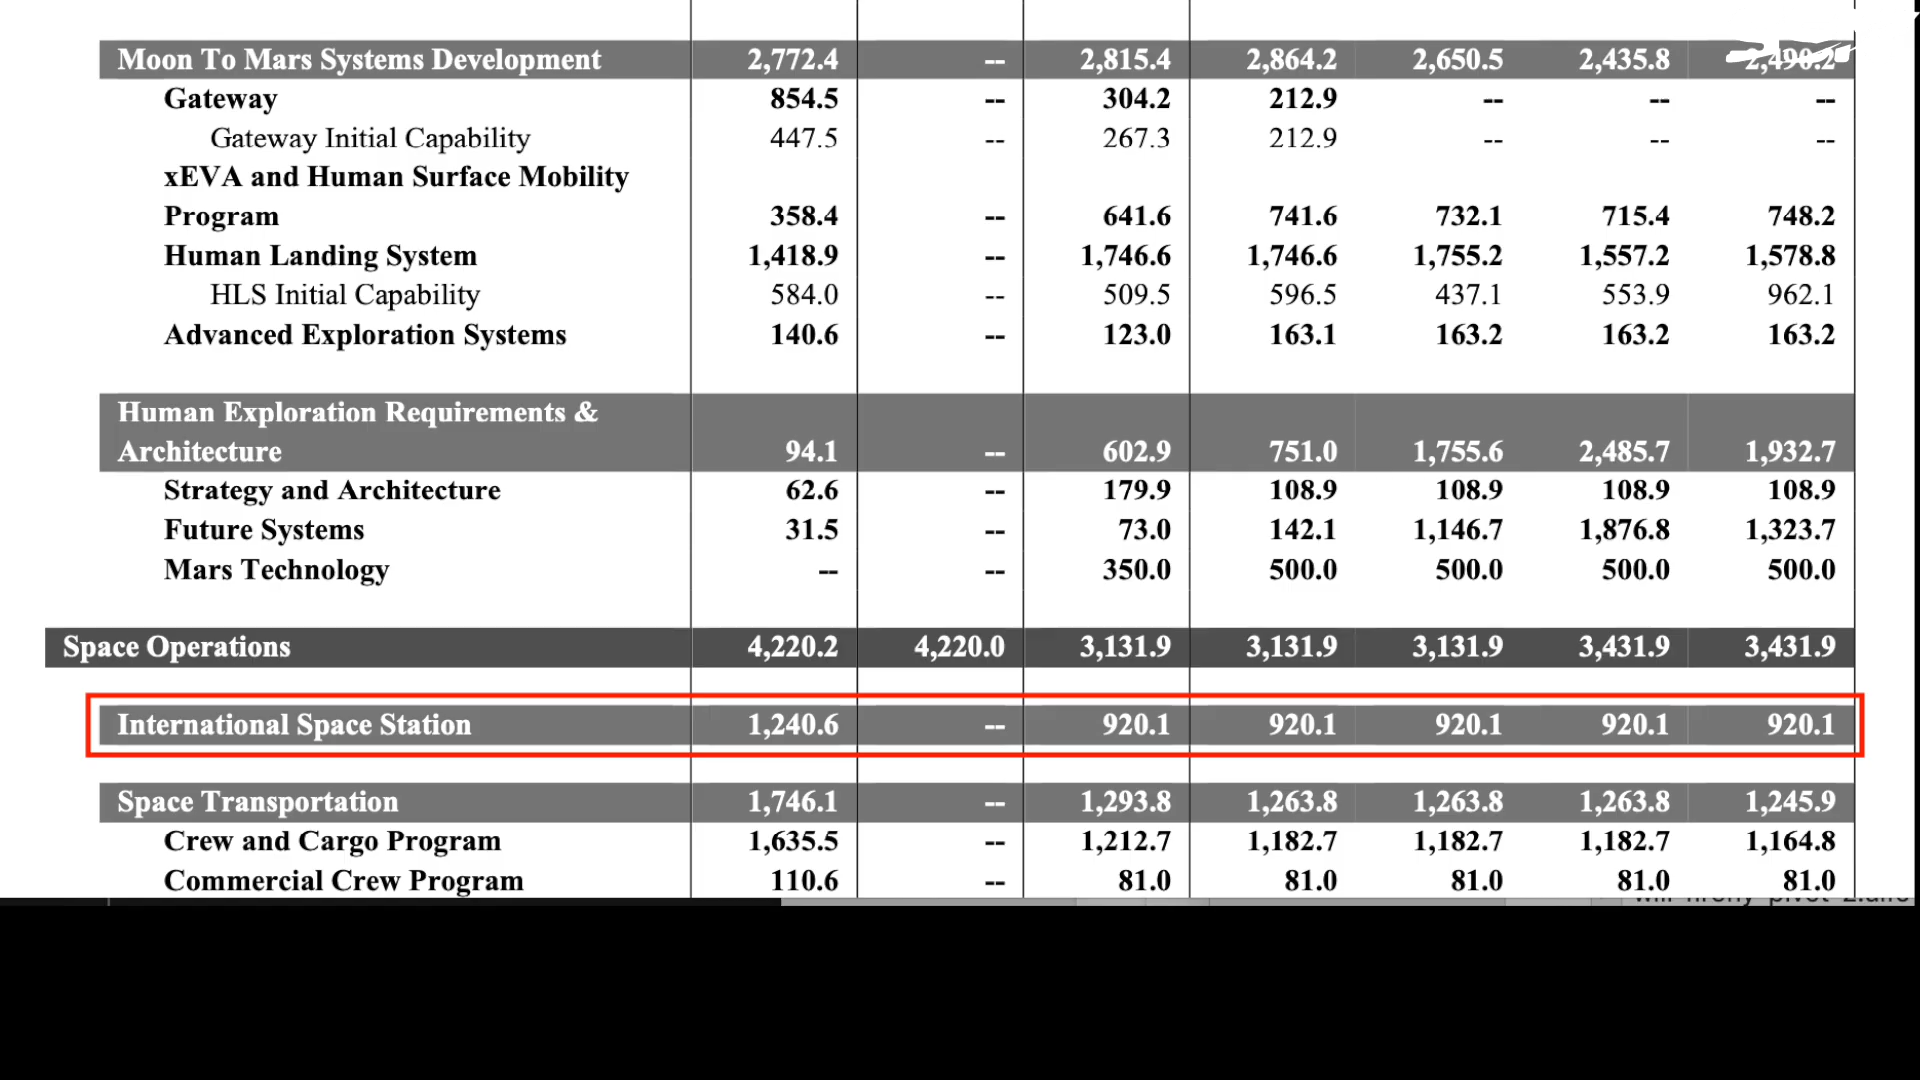 Moon To Mars Systems Development 2,772.4 -- 2,815.4 2,864.2 2,650.5 2,435.8 2,490.2
Gateway 854.5 -- 304.2 212.9 -- -- --
Gateway Initial Capability 447.5 -- 267.3 212.9 -- -- --
xEVA and Human Surface Mobility
Program 358.4 -- 641.6 741.6 732.1 715.4 748.2
Human Landing System 1,418.9 -- 1,746.6 1,746.6 1,755.2 1,557.2 1,578.8
HLS Initial Capability 584.0 -- 509.5 596.5 437.1 553.9 962.1
Advanced Exploration Systems 140.6 -- 123.0 163.1 163.2 163.2 163.2
Human Exploration Requirements &
Architecture 94.1 -- 602.9 751.0 1,755.6 2,485.7 1,932.7
Strategy and Architecture 62.6 -- 179.9 108.9 108.9 108.9 108.9
Future Systems 31.5 -- 73.0 142.1 1,146.7 1,876.8 1,323.7
Mars Technology -- -- 350.0 500.0 500.0 500.0 500.0
Space Operations 4,220.2 4,220.0 3,131.9 3,131.9 3,131.9 3,431.9 3,431.9
International Space Station 1,240.6 -- 920.1 920.1 920.1 920.1 920.1
Space Transportation 1,746.1 -- 1,293.8 1,263.8 1,263.8 1,263.8 1,245.9
Crew and Cargo Program 1,635.5 -- 1,212.7 1,182.7 1,182.7 1,182.7 1,164.8
Commercial Crew Program 110.6 -- 81.0 81.0 81.0 81.0 81.0